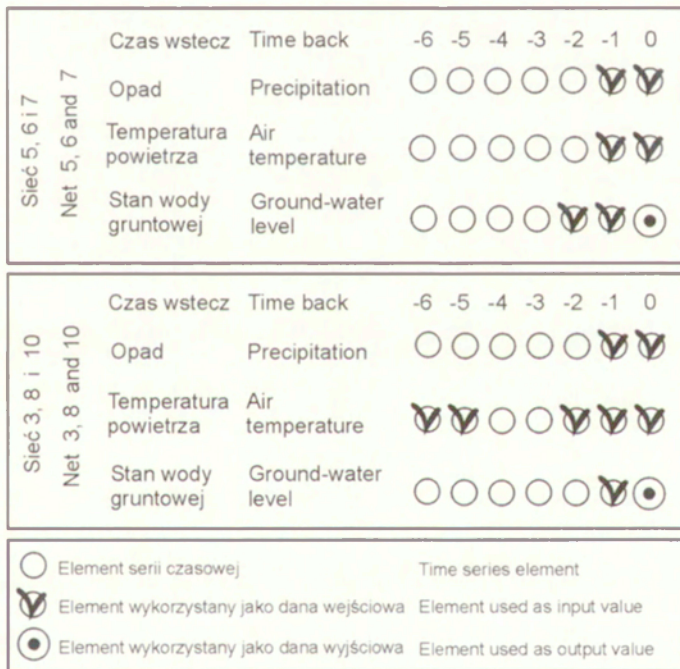 Sieć 5, 6 i 7
Net 5, 6 and 7
Czas wstecz Time back -6 -5 -4 -3 -2 -1 0
Opad Precipitation
Temperatura powietrza Air temperature
Stan wody gruntowej Ground-water level
Sieć 3, 8 i 10
Net 3, 8 and 10
Czas wstecz Time back -6 -5 -4 -3 -2 -1 0
Opad Precipitation
Temperatura powietrza Air temperature
Stan wody gruntowej Ground-water level
Element serii czasowej Time series element
Element wykorzystany jako dana wejściowa Element used as input value
Element wykorzystany jako dana wyjściowa Element used as output value